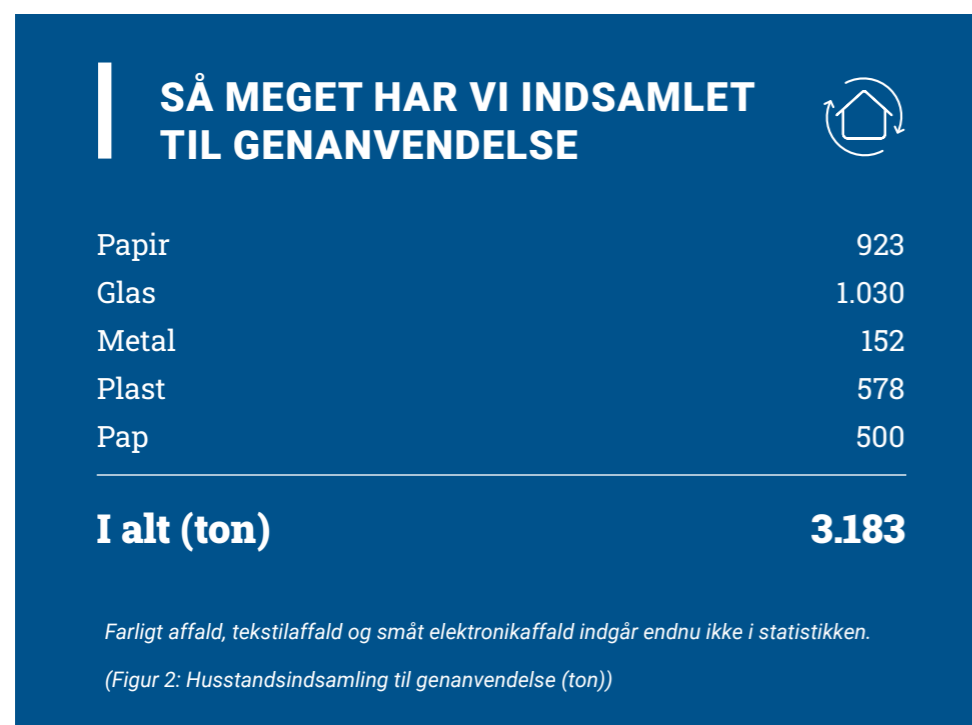 SÅ MEGET HAR VI INDSAMLET
TIL GENANVENDELSE
Papir 923
Glas 1.030
Metal 152
Plast 578
Pap 500
I alt (ton) 3.183
Farligt affald, tekstilaffald og småt elektronikaffald indgår endnu ikke i statistikken.
(Figur 2: Husstandsindsamling til genanvendelse (ton))